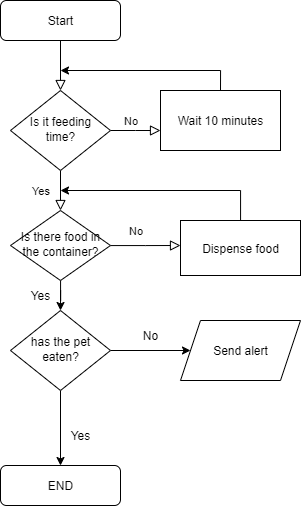 Start
Is it feeding
time?
No
Wait 10 minutes
Yes
Is there food in
the container?
No
Dispense food
Yes
has the pet
eaten?
No
Send alert
Yes
END